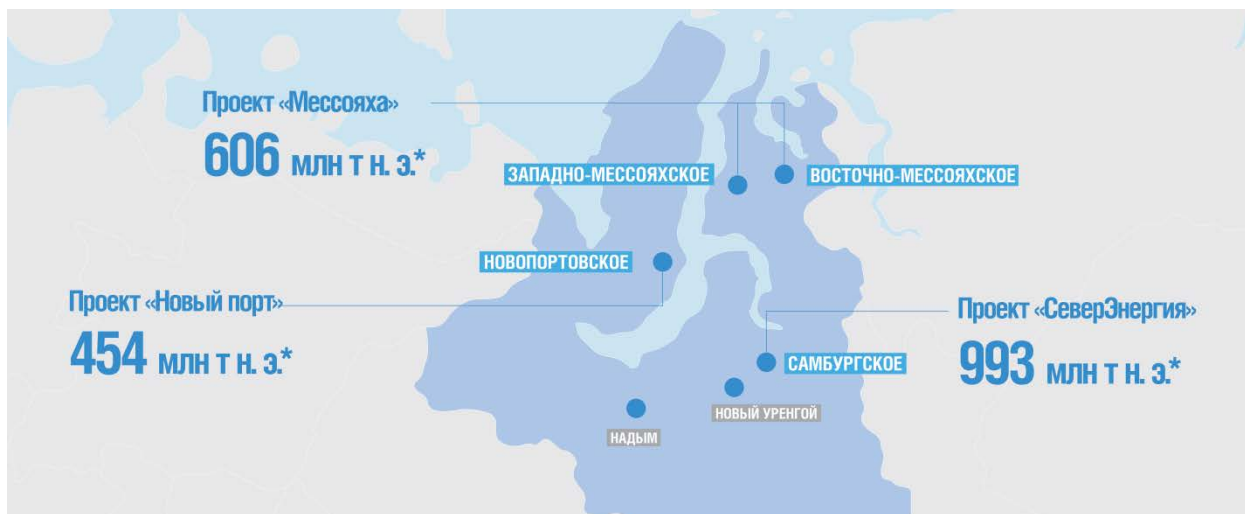 Проект «Мессояха»
606 млн т н. э.*
ЗАПАДНО-МЕССОЯХСКОЕ
ВОСТОЧНО-МЕССОЯХСКОЕ
НОВОПОРТОВСКОЕ
Проект «Новый порт»
454 млн т н. э.*
Проект «СеверЭнергия»
993 млн т н. э.*
САМБУРГСКОЕ
НОВЫЙ УРЕНГОЙ
НАДЫМ